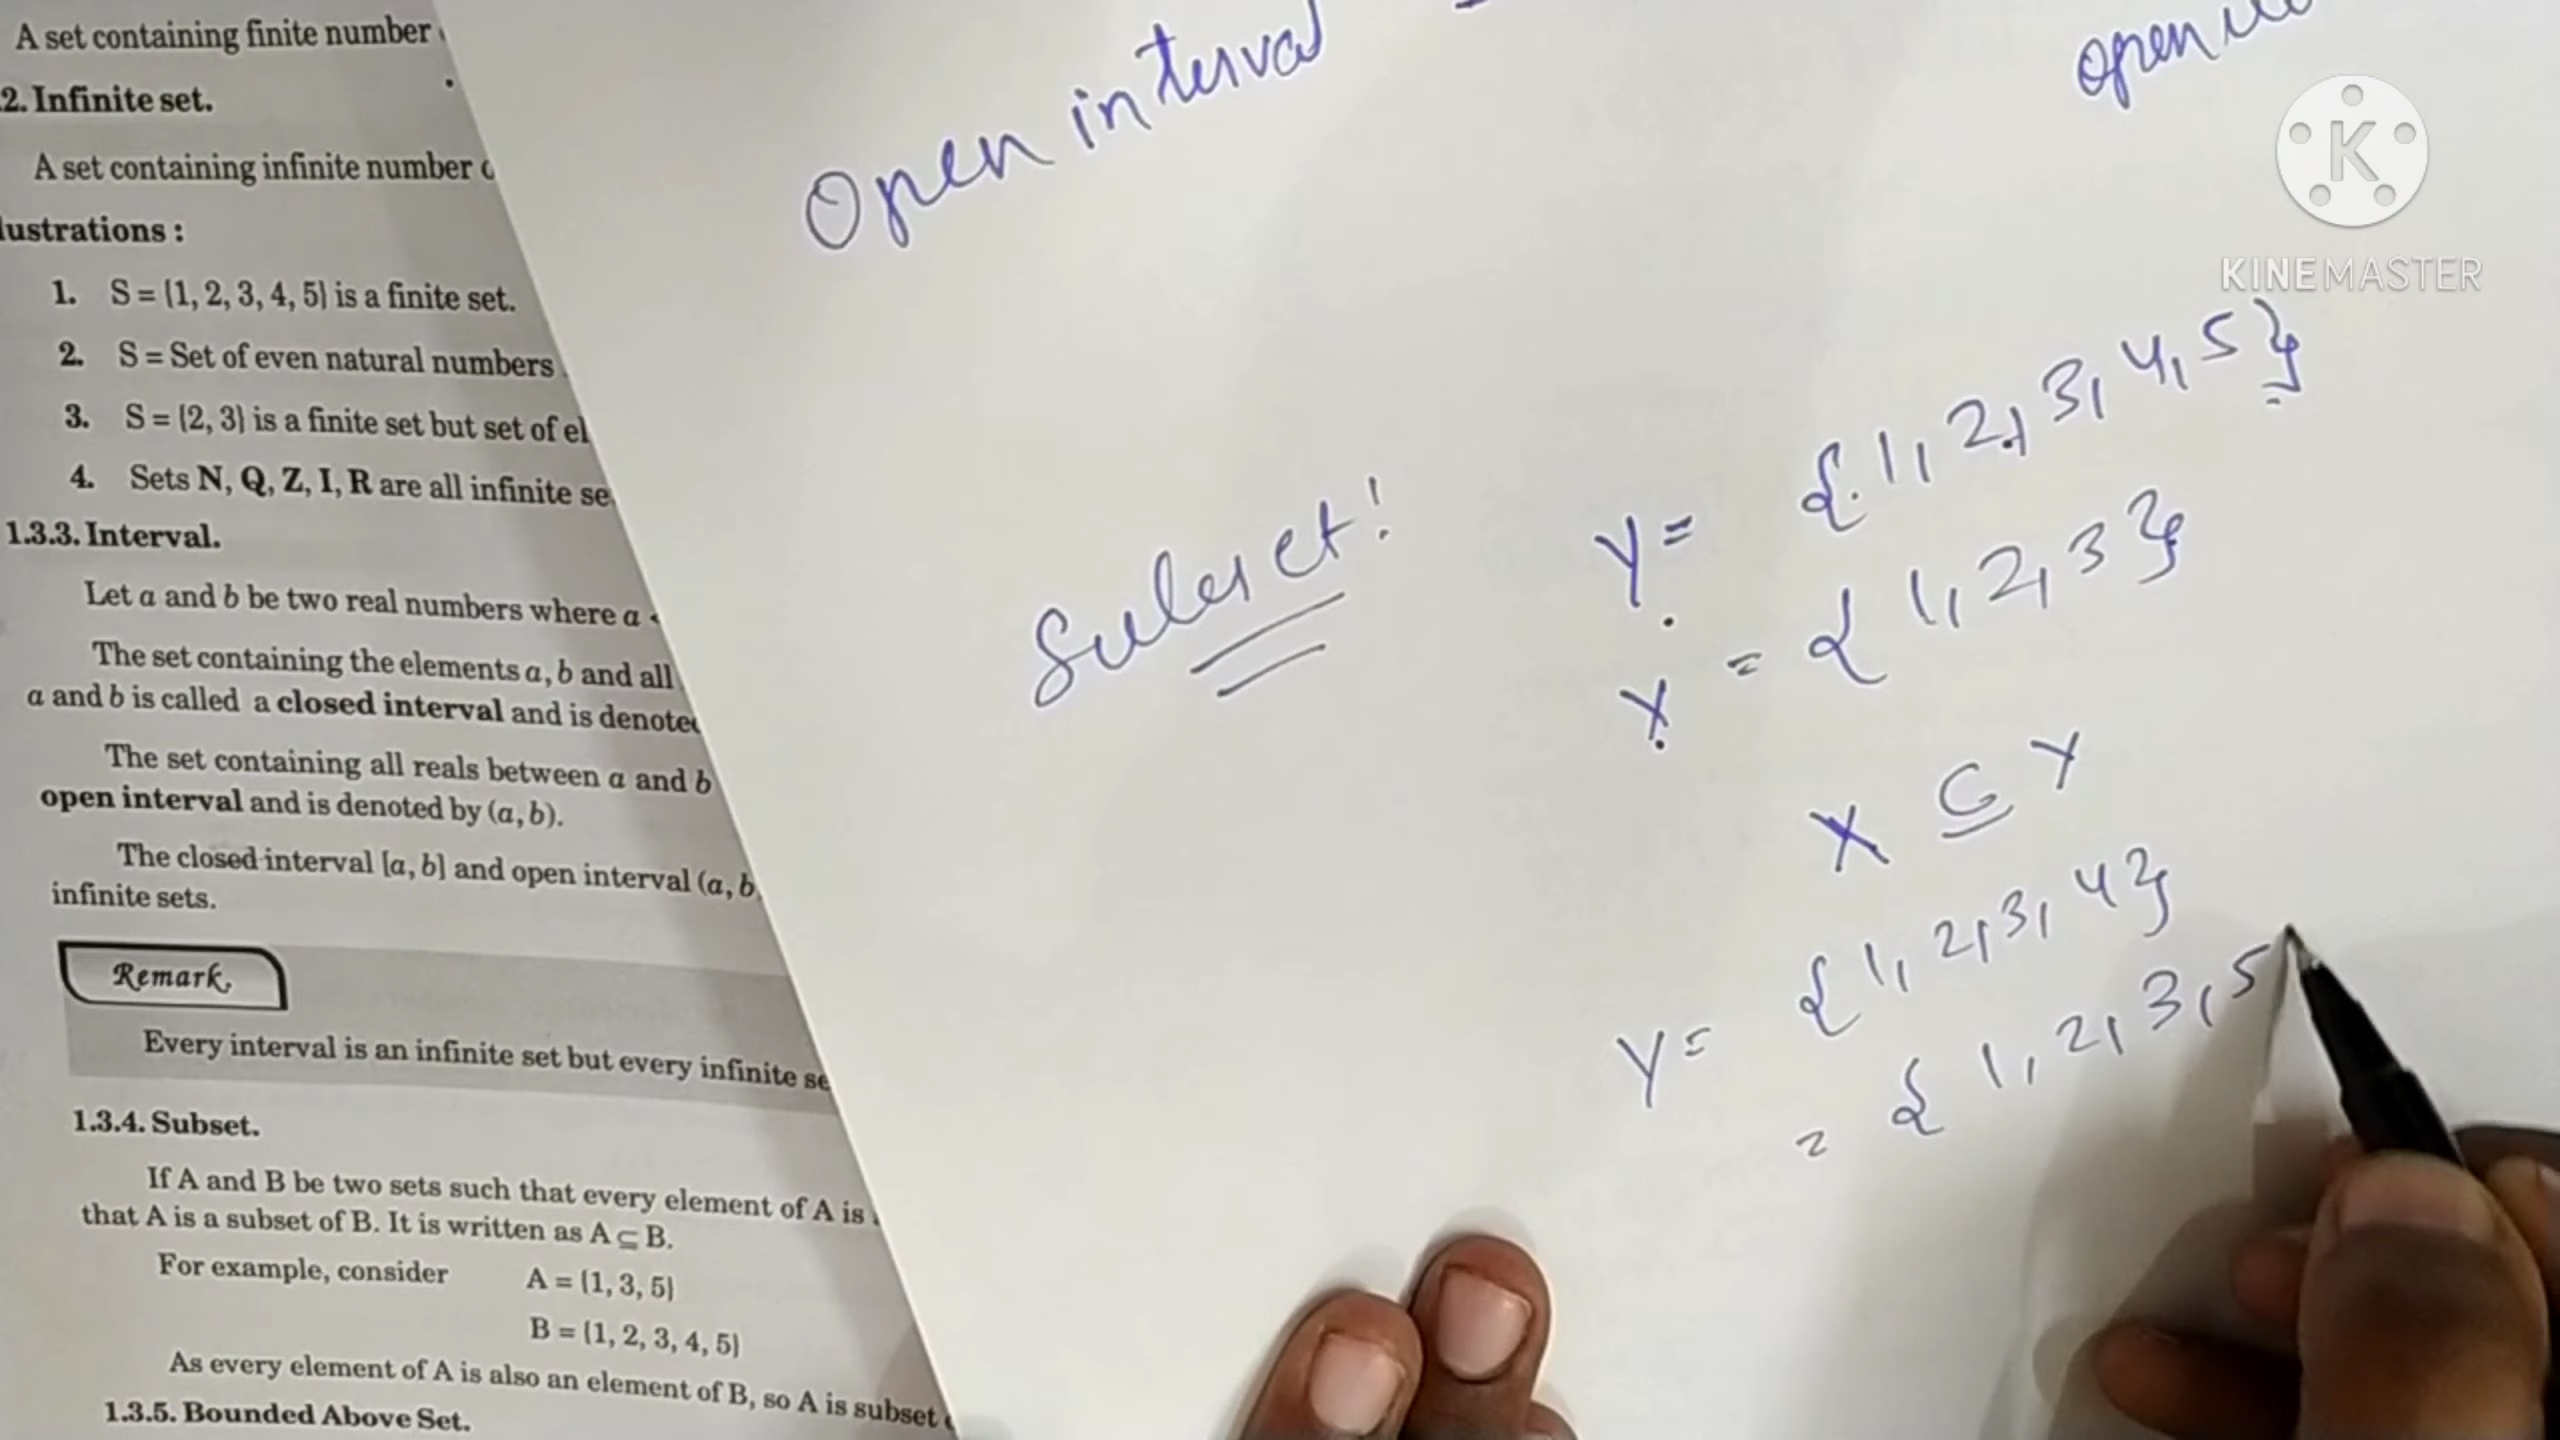 A set containing finite number
2. Infinite set.
A set containing infinite number
lustrations :
1. S = {1, 2, 3, 4, 5} is a finite set.
2. S = Set of even natural numbers
3. S = {2, 3} is a finite set but set of el
4. Sets N, Q, Z, I, R are all infinite se
1.3.3. Interval.
Let a and b be two real numbers where a <
The set containing the elements a, b and all
a and b is called a closed interval and is denoted
The set containing all reals between a and b
open interval and is denoted by (a, b).
The closed interval [a, b] and open interval (a, b
infinite sets.
Remark.
Every interval is an infinite set but every infinite se
1.3.4. Subset.
If A and B be two sets such that every element of A is
that A is a subset of B. It is written as A ⊆ B.
For example, consider A = {1, 3, 5}
B = {1, 2, 3, 4, 5}
As every element of A is also an element of B, so A is subset
1.3.5. Bounded Above Set.
Open interval
open
KINEMASTER
Subset!
Y = {1, 2, 3, 4, 5}
X = {1, 2, 3}
X ⊆ Y
Y = {1, 2, 3, 4}
= {1, 2, 3, 5